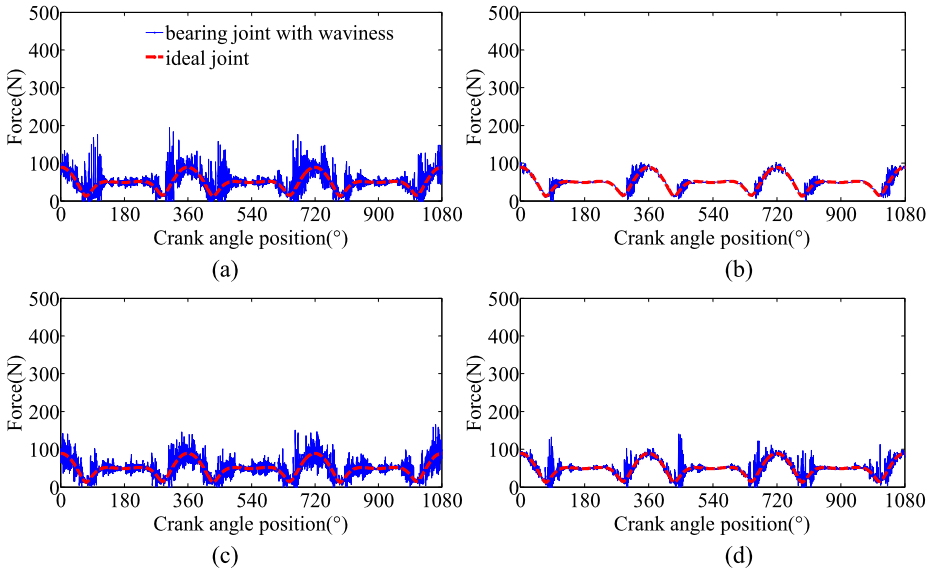 500
400
300
200
100
0
Force(N)
bearing joint with waviness
ideal joint
0 180 360 540 720 900 1080
Crank angle position(°)
(a)
500
400
300
200
100
0
Force(N)
0 180 360 540 720 900 1080
Crank angle position(°)
(b)
500
400
300
200
100
0
Force(N)
0 180 360 540 720 900 1080
Crank angle position(°)
(c)
500
400
300
200
100
0
Force(N)
0 180 360 540 720 900 1080
Crank angle position(°)
(d)